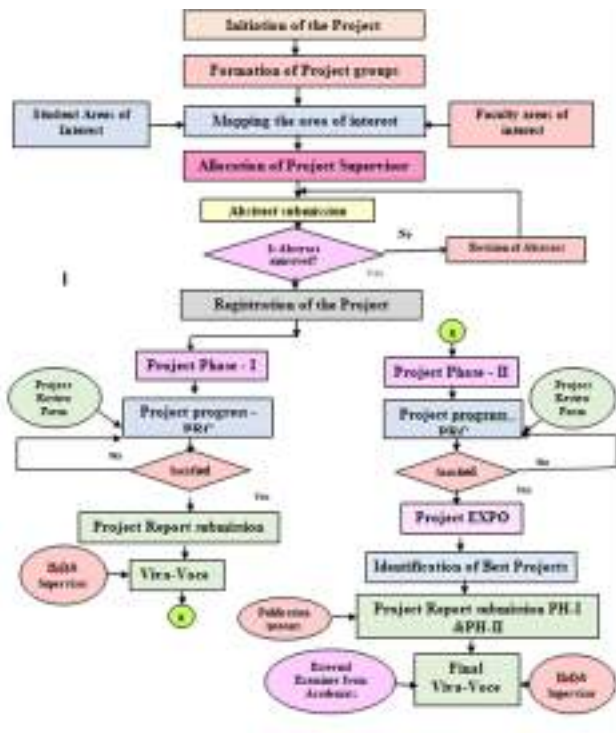 Initiation of the Project
Formation of Project groups
Student Areas of
Interest
Mapping the area of interest
Faculty areas of
interest
Allocation of Project Supervisor
Abstract submission
No
Is Abstract
Yes
Revision of Abstract
Registration of the Project
Project Phase - I
Project
Review
Form
Project program -
PRC
No
Satisfied
Yes
Project Report submission
HoD&
Supervisor
Viva-Voce
a
a
Project Phase - II
Project
Review
Form
Project program -
PRC
No
Satisfied
Yes
Project EXPO
Identification of Best Projects
Publication
Project Report submission PH-I
&PH-II
External
Examiner from
Academics
Final
Viva-Voce
HoD&
Supervisor